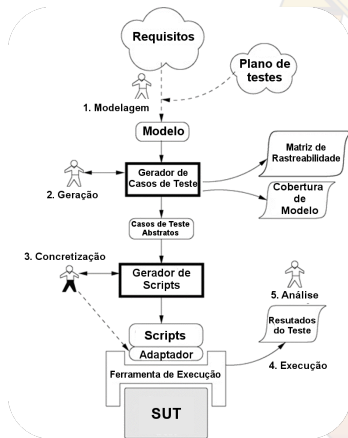 Requisitos
Plano de
testes
1. Modelagem
Modelo
Matriz de
Rastreabilidade
Gerador de
Casos de Teste
2. Geração
Cobertura
de Modelo
Casos de Teste
Abstratos
3. Concretização
Gerador de
Scripts
5. Análise
Resutados
do Teste
Scripts
Adaptador
4. Execução
Ferramenta de Execução
SUT